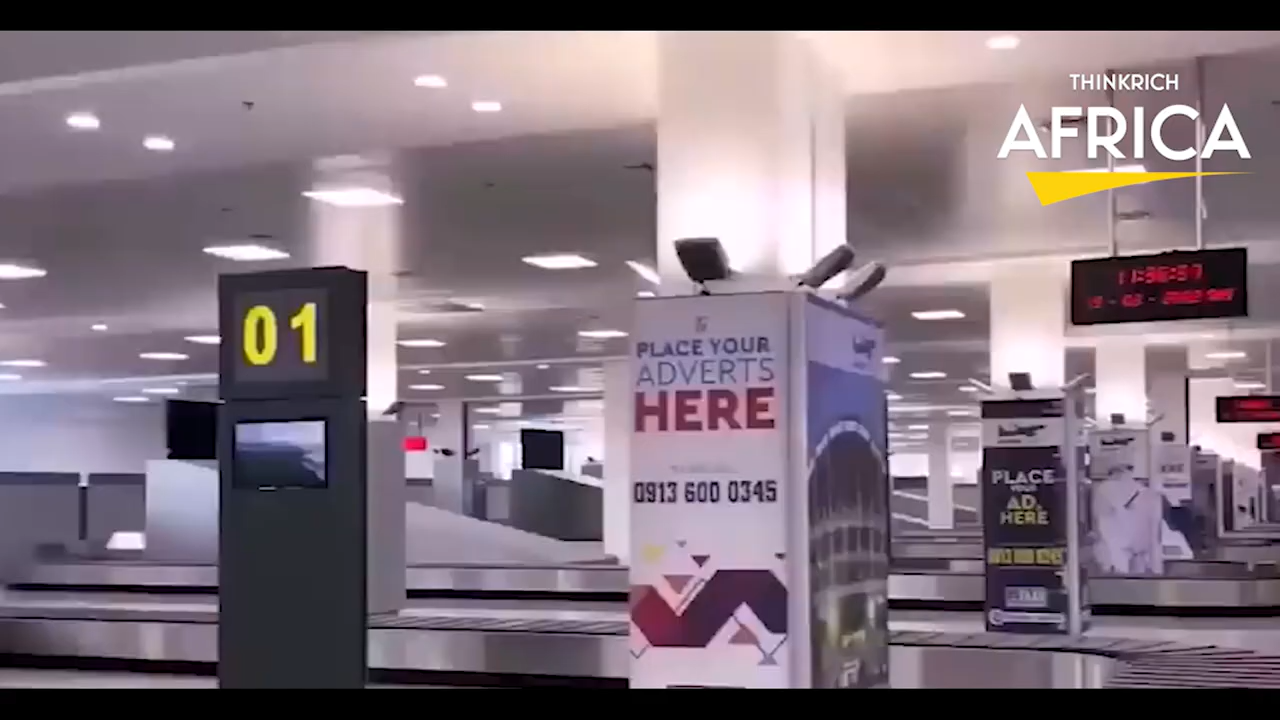 THINKRICH
AFRICA
01
PLACE YOUR
ADVERTS
HERE
0913 600 0345
PLACE
YOUR
AD.
HERE